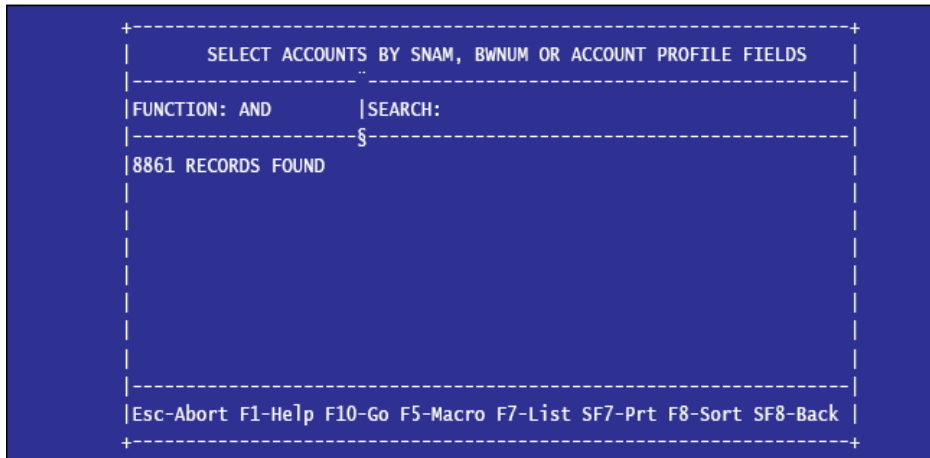 SELECT ACCOUNTS BY SNAM, BWNUM OR ACCOUNT PROFILE FIELDS
FUNCTION: AND |SEARCH:
8861 RECORDS FOUND
Esc-Abort F1-Help F10-Go F5-Macro F7-List SF7-Prt F8-Sort SF8-Back